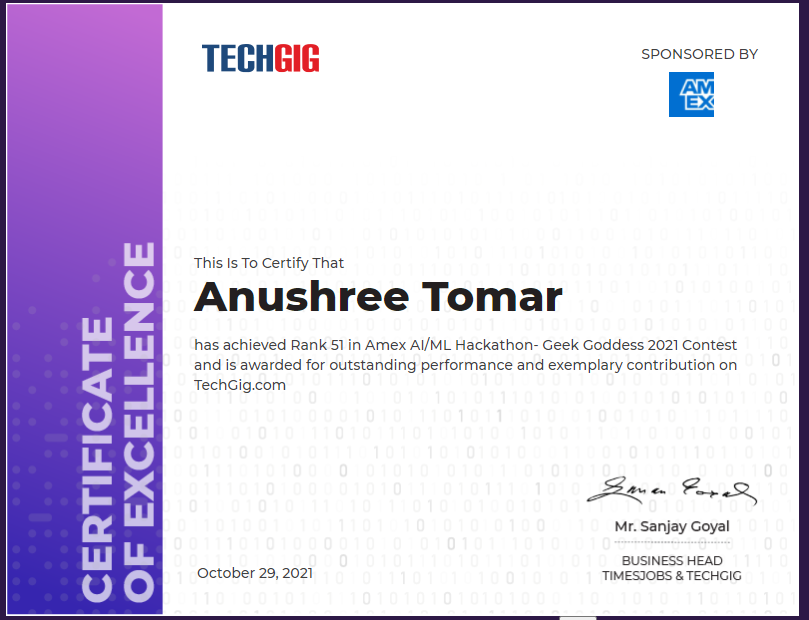 TECHGIG
SPONSORED BY
AM
EX
This Is To Certify That
Anushree Tomar
has achieved Rank 51 in Amex AI/ML Hackathon- Geek Goddess 2021 Contest
and is awarded for outstanding performance and exemplary contribution on
TechGig.com
CERTIFICATE
OF EXCELLENCE
Mr. Sanjay Goyal
BUSINESS HEAD
TIMESJOBS & TECHGIG
October 29, 2021